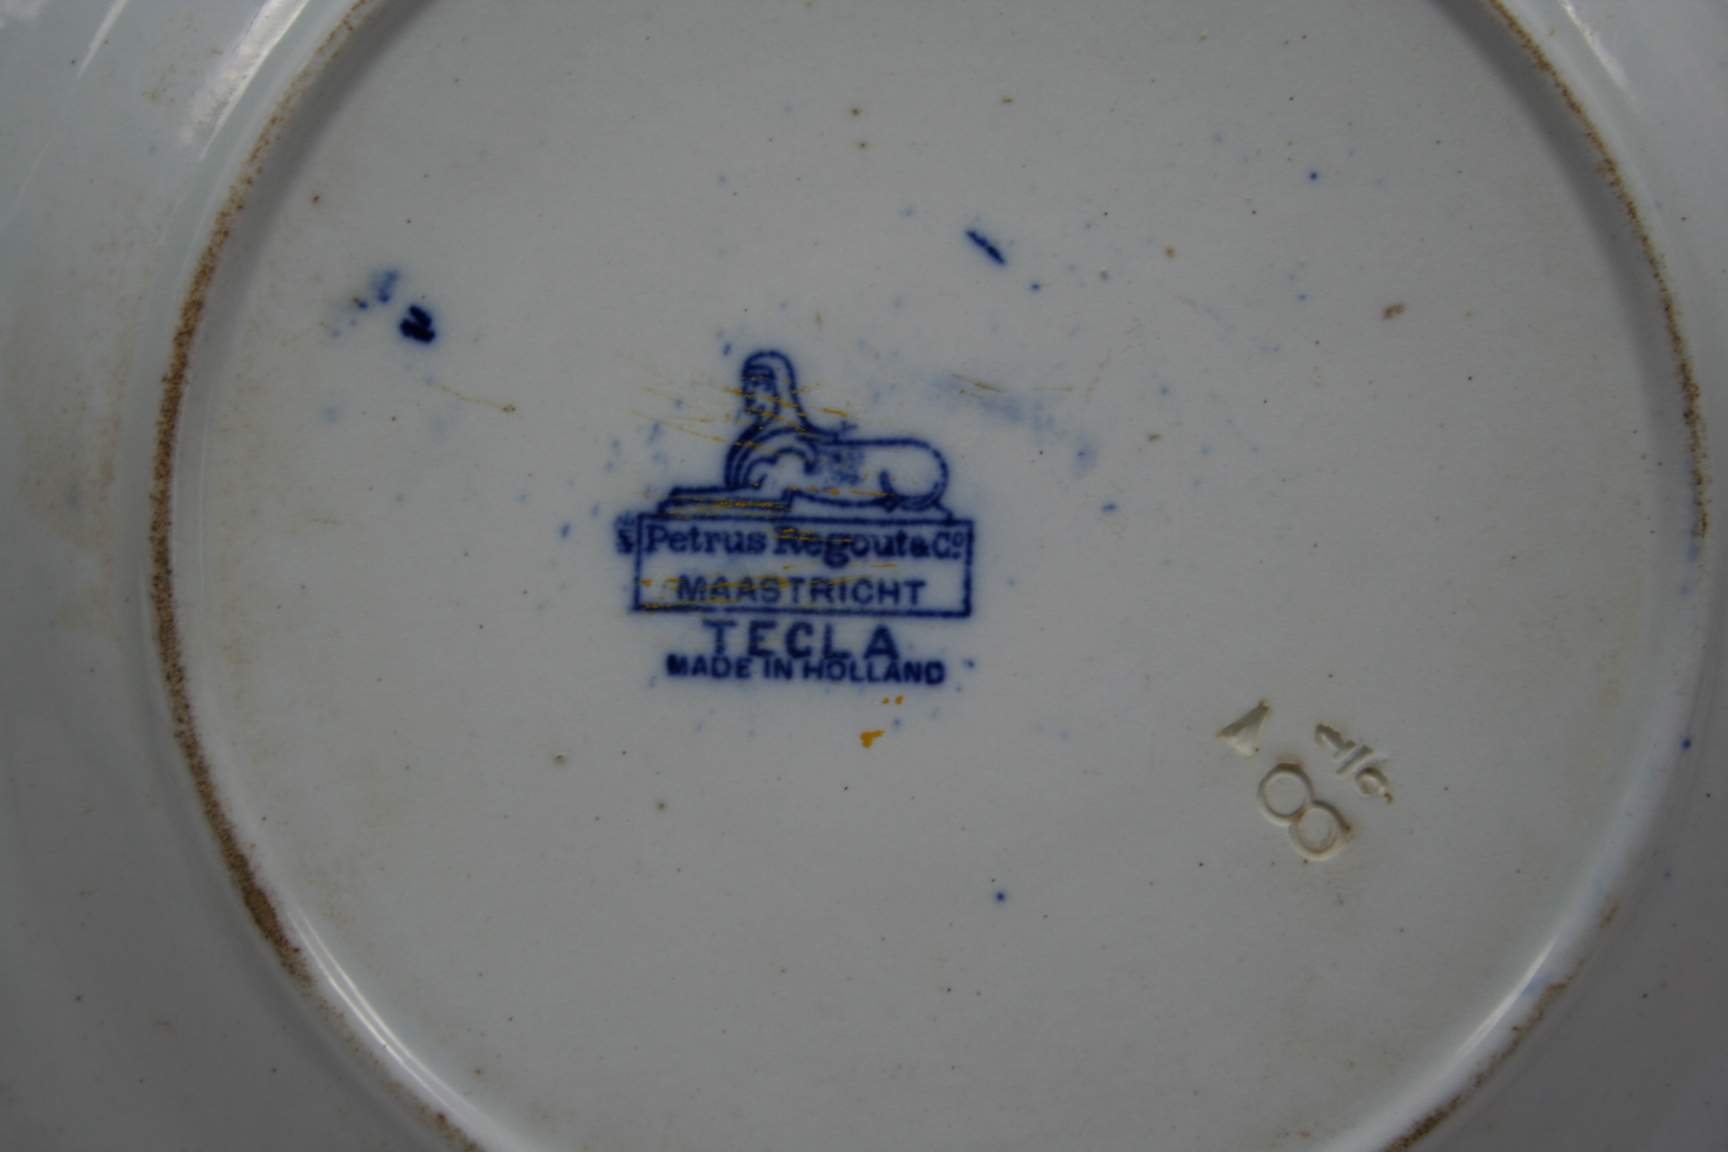 Petrus Regout & Co.
MAASTRICHT
TECLA
MADE IN HOLLAND
A
8